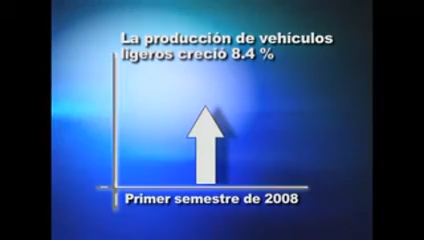 La producción de vehículos
ligeros creció 8.4 %
Primer semestre de 2008